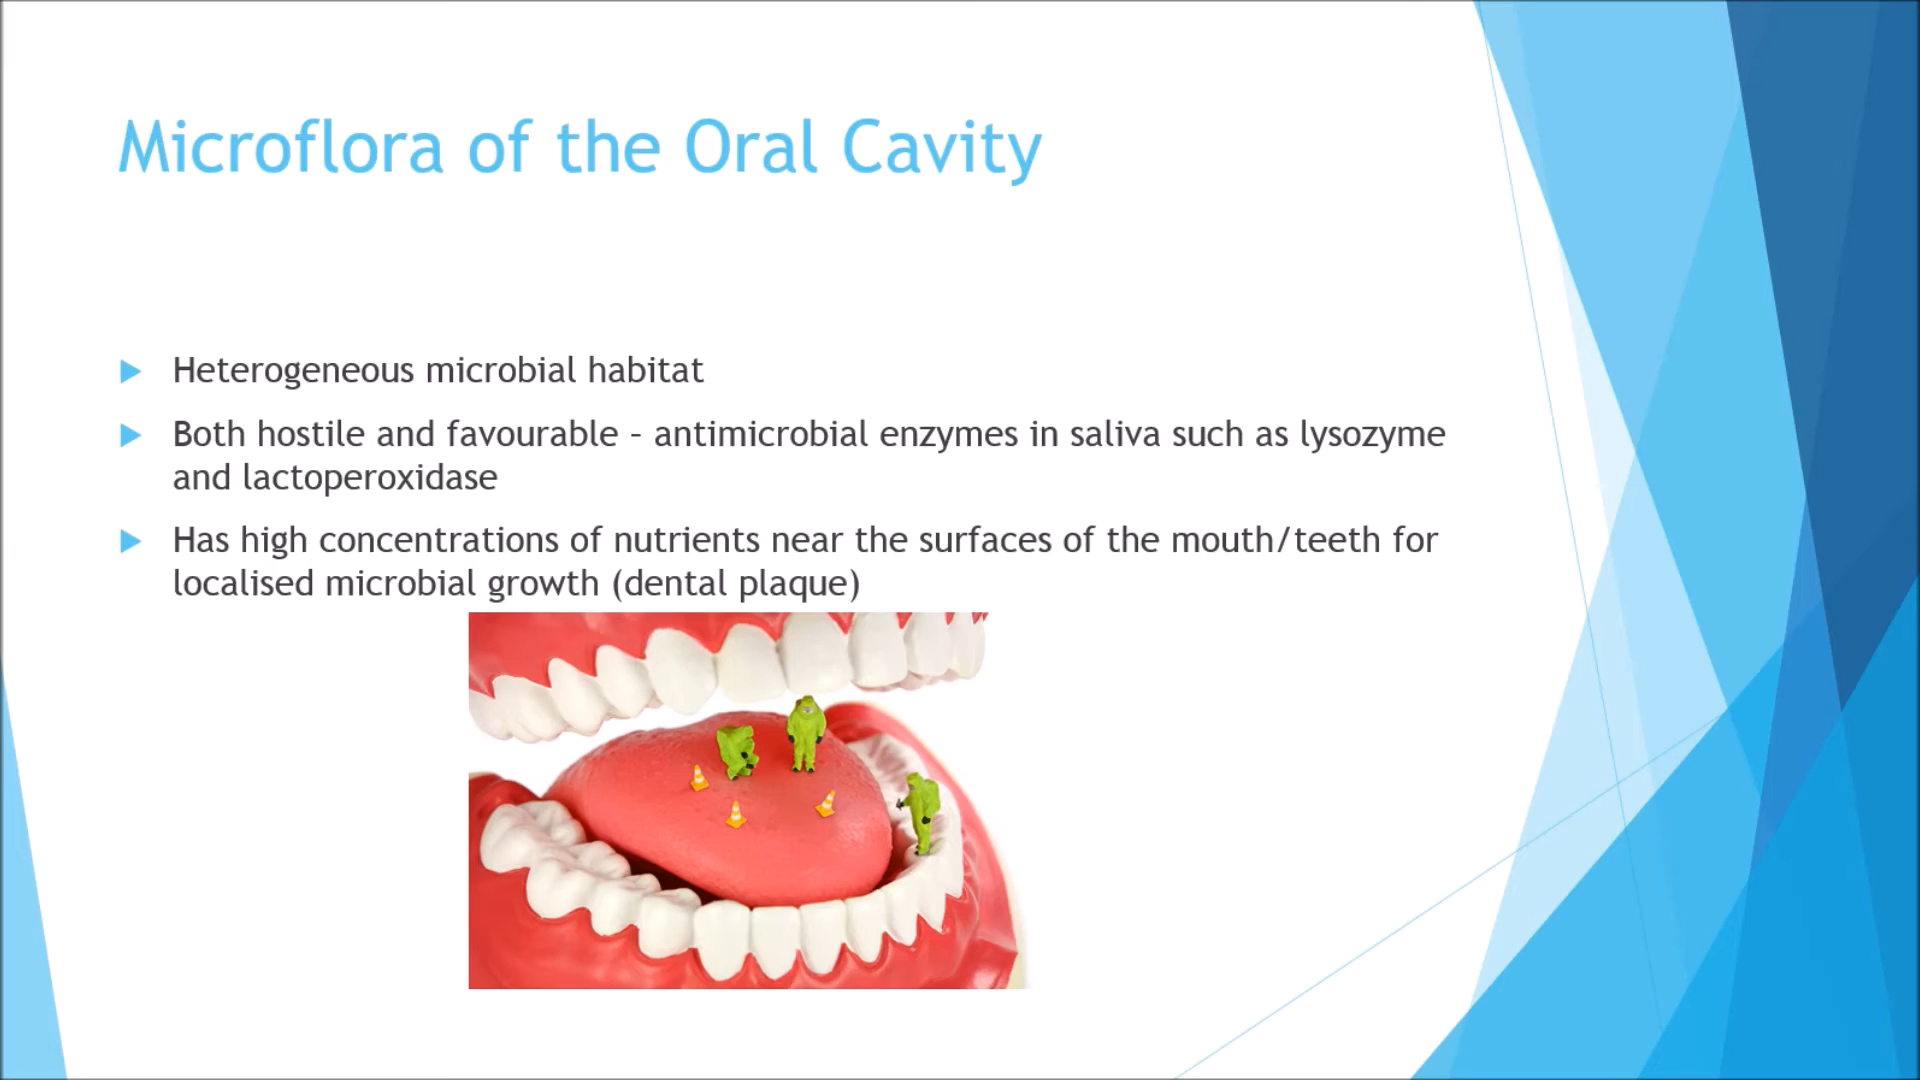 Microflora of the Oral Cavity
Heterogeneous microbial habitat
Both hostile and favourable – antimicrobial enzymes in saliva such as lysozyme
and lactoperoxidase
Has high concentrations of nutrients near the surfaces of the mouth/teeth for
localised microbial growth (dental plaque)